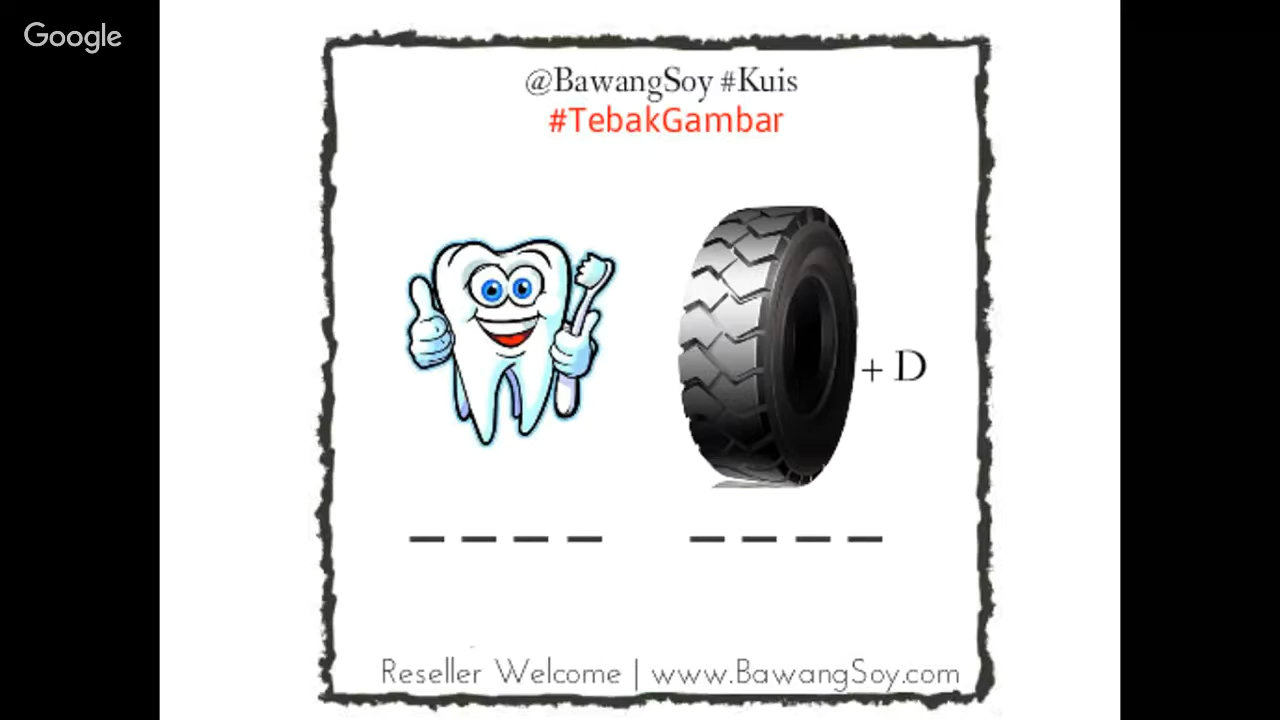 Google
@BawangSoy #Kuis
#TebakGambar
+ D
_ _ _ _ _ _ _ _
Reseller Welcome | www.BawangSoy.com